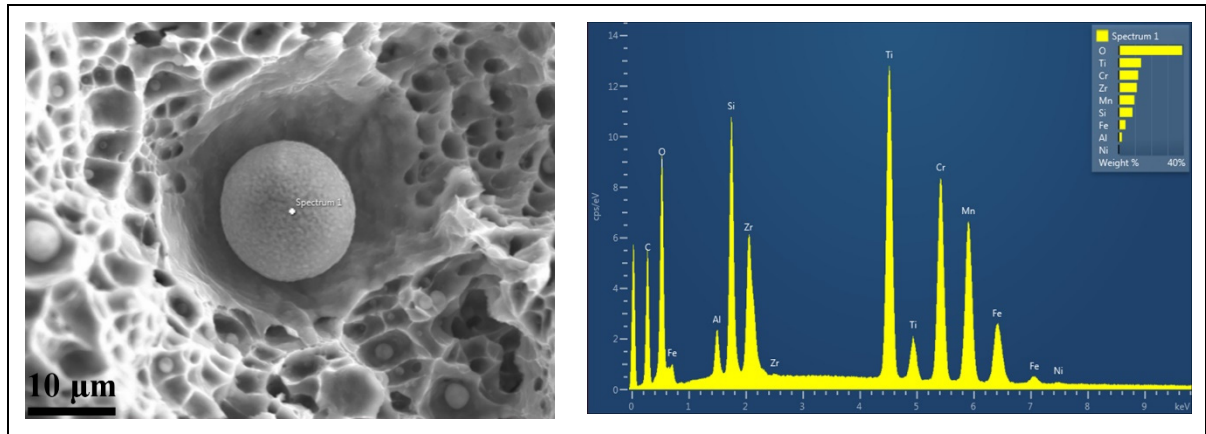 Spectrum 1
10 μm
14
12
10
8
6
4
2
0
cps/eV
O
C
Fe
Al
Si
Zr
Zr
Ti
Ti
Cr
Mn
Fe
Fe
Ni
0 1 2 3 4 5 6 7 8 9 keV
Spectrum 1
O
Ti
Cr
Zr
Mn
Si
Fe
Al
Ni
Weight % 40%